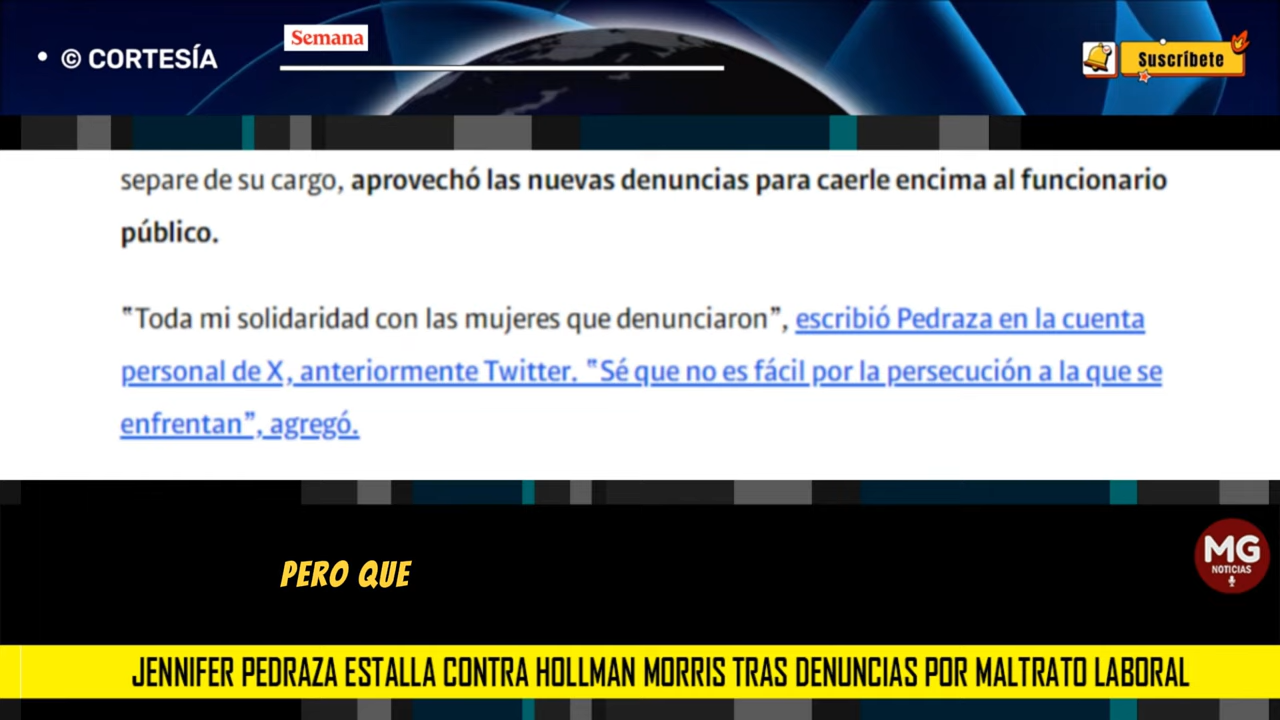 • © CORTESÍA
Semana
Suscríbete
separe de su cargo, aprovechó las nuevas denuncias para caerle encima al funcionario
público.
"Toda mi solidaridad con las mujeres que denunciaron", escribió Pedraza en la cuenta
personal de X, anteriormente Twitter. "Sé que no es fácil por la persecución a la que se
enfrentan", agregó.
MG
NOTICIAS
PERO QUE
JENNIFER PEDRAZA ESTALLA CONTRA HOLLMAN MORRIS TRAS DENUNCIAS POR MALTRATO LABORAL